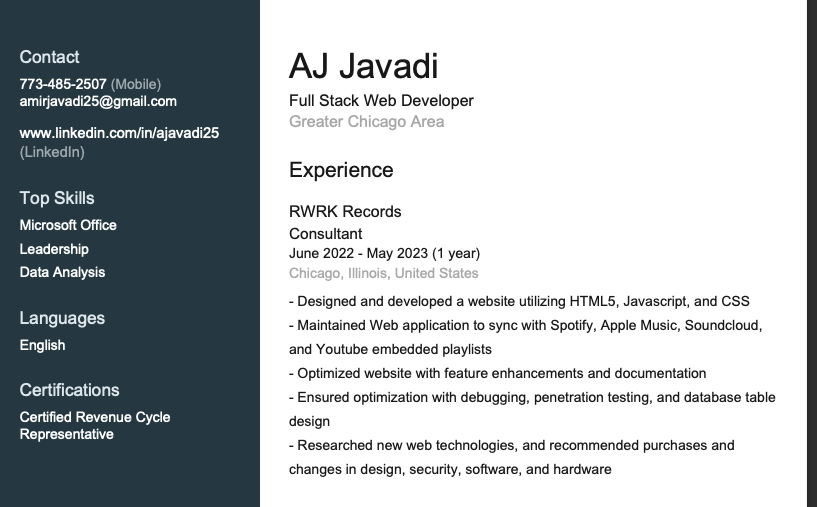 Contact
773-485-2507 (Mobile)
amirjavadi25@gmail.com
www.linkedin.com/in/ajavadi25
(LinkedIn)
Top Skills
Microsoft Office
Leadership
Data Analysis
Languages
English
Certifications
Certified Revenue Cycle
Representative
AJ Javadi
Full Stack Web Developer
Greater Chicago Area
Experience
RWRK Records
Consultant
June 2022 - May 2023 (1 year)
Chicago, Illinois, United States
- Designed and developed a website utilizing HTML5, Javascript, and CSS
- Maintained Web application to sync with Spotify, Apple Music, Soundcloud,
and Youtube embedded playlists
- Optimized website with feature enhancements and documentation
- Ensured optimization with debugging, penetration testing, and database table
design
- Researched new web technologies, and recommended purchases and
changes in design, security, software, and hardware